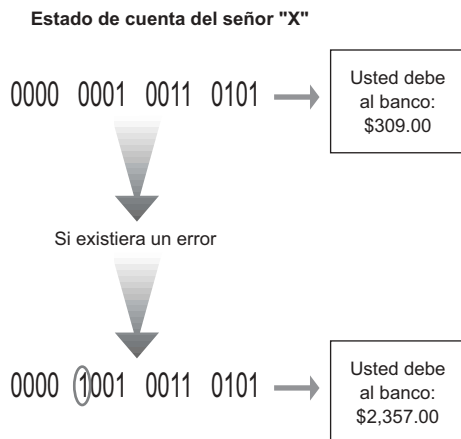 Estado de cuenta del señor "X"
0000 0001 0011 0101
Usted debe
al banco:
$309.00
Si existiera un error
0000 1001 0011 0101
Usted debe
al banco:
$2,357.00